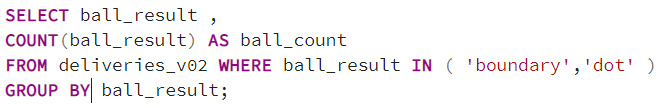 SELECT ball_result ,
COUNT(ball_result) AS ball_count
FROM deliveries_v02 WHERE ball_result IN ( 'boundary','dot' )
GROUP BY ball_result;